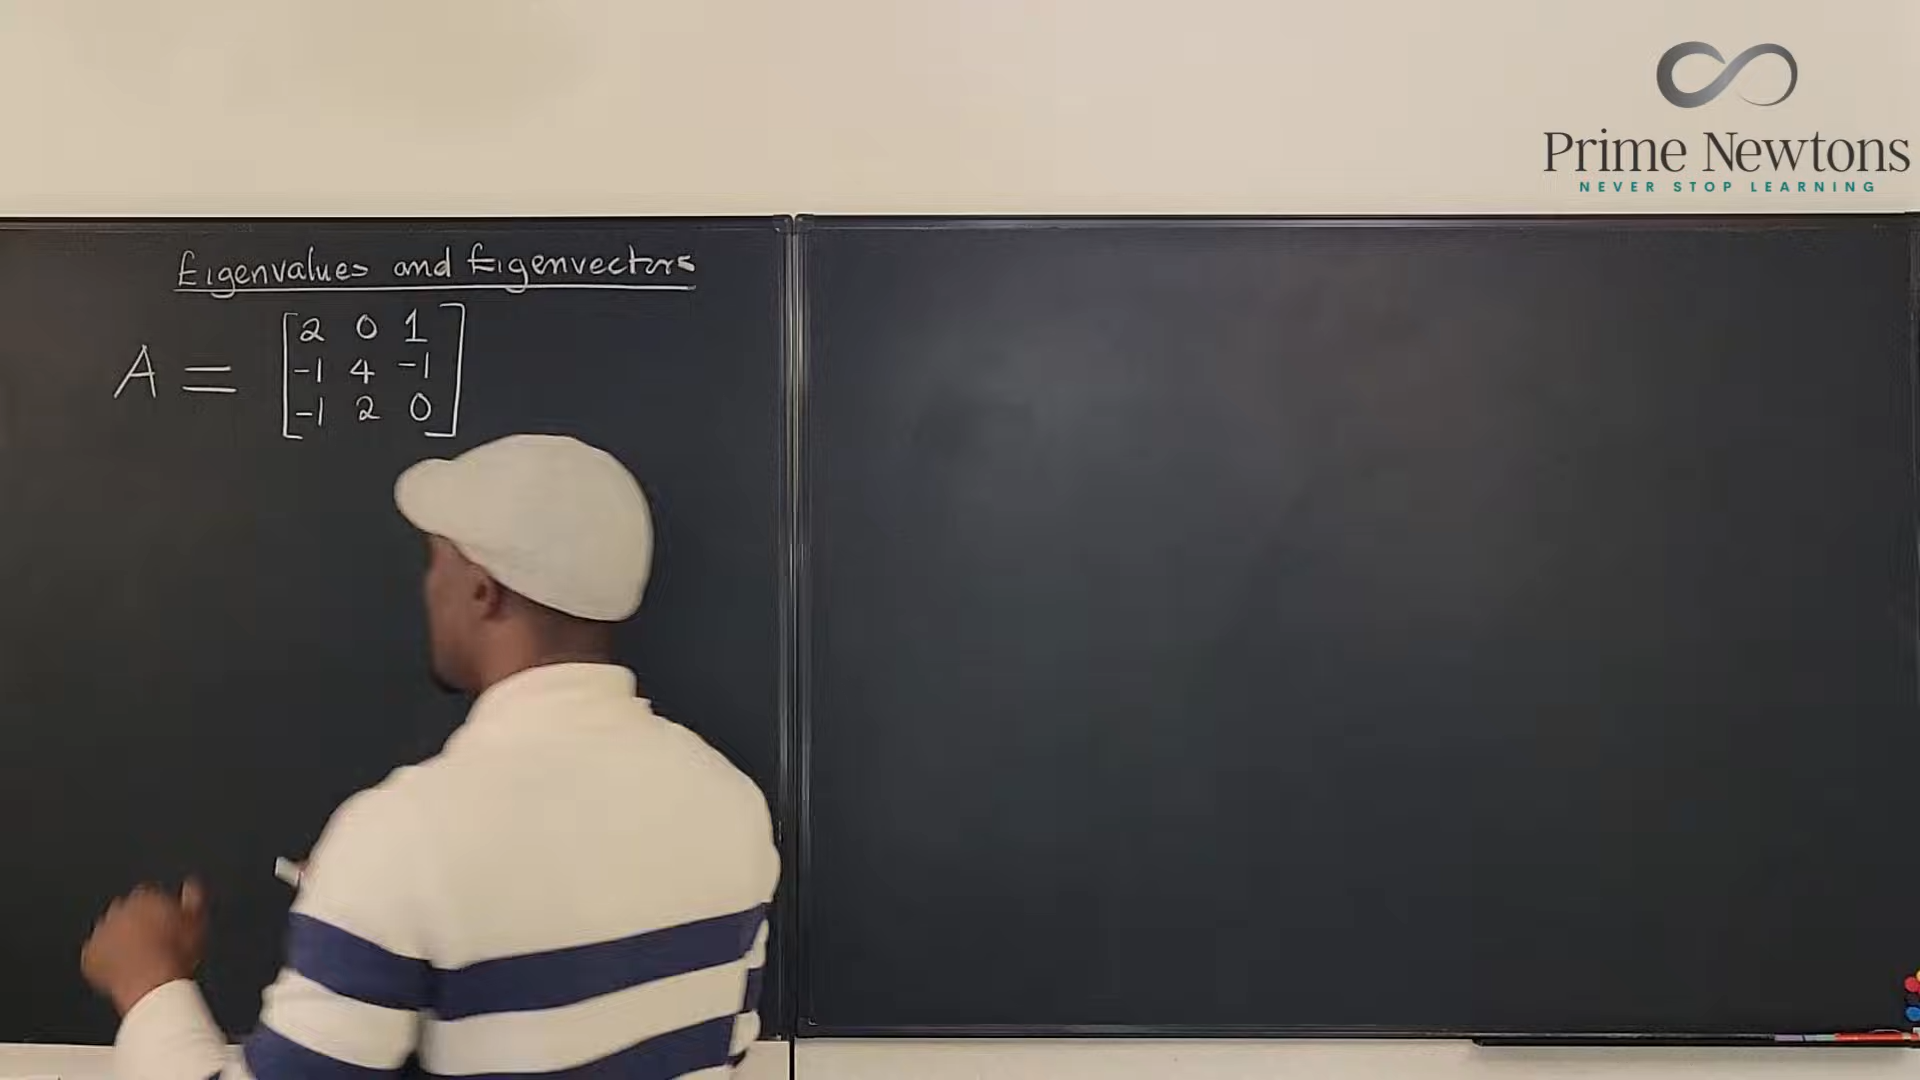 Prime Newtons
NEVER STOP LEARNING
Eigenvalues and Eigenvectors
A = [2 0 1
-1 4 -1
-1 2 0]